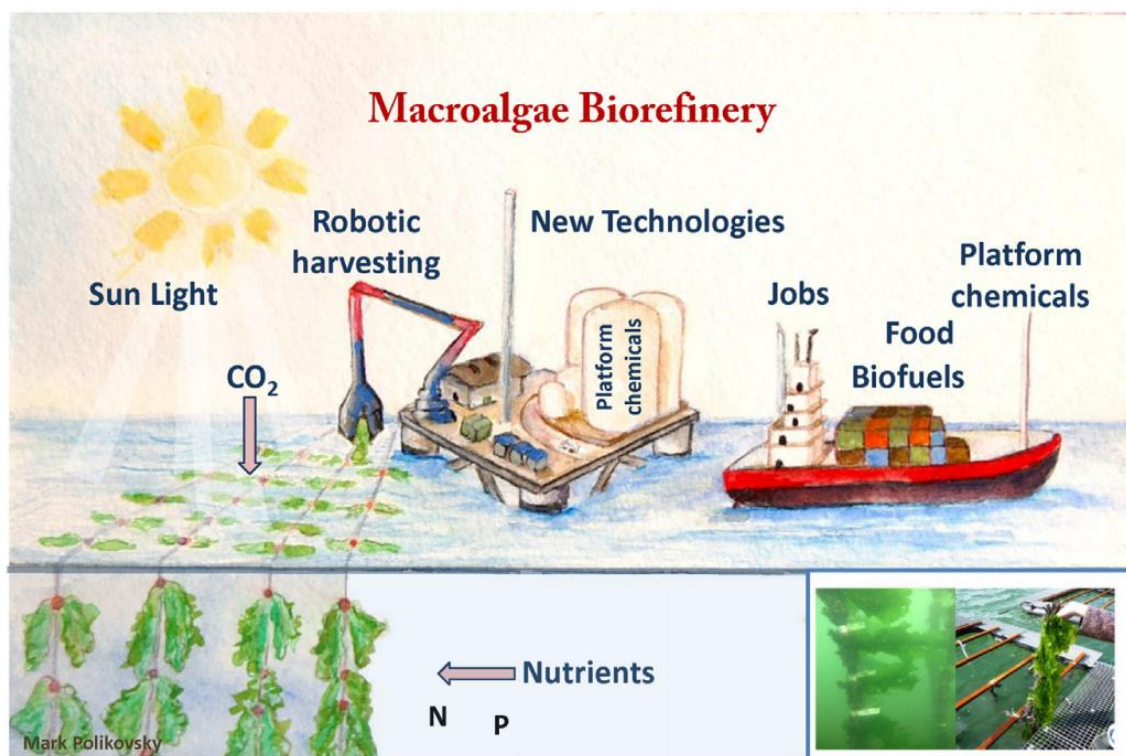 Macroalgae Biorefinery
Robotic
harvesting
New Technologies
Sun Light
Platform
chemicals
Jobs
Food
Biofuels
CO₂
Platform
chemicals
Nutrients
N P
Mark Polikovsky